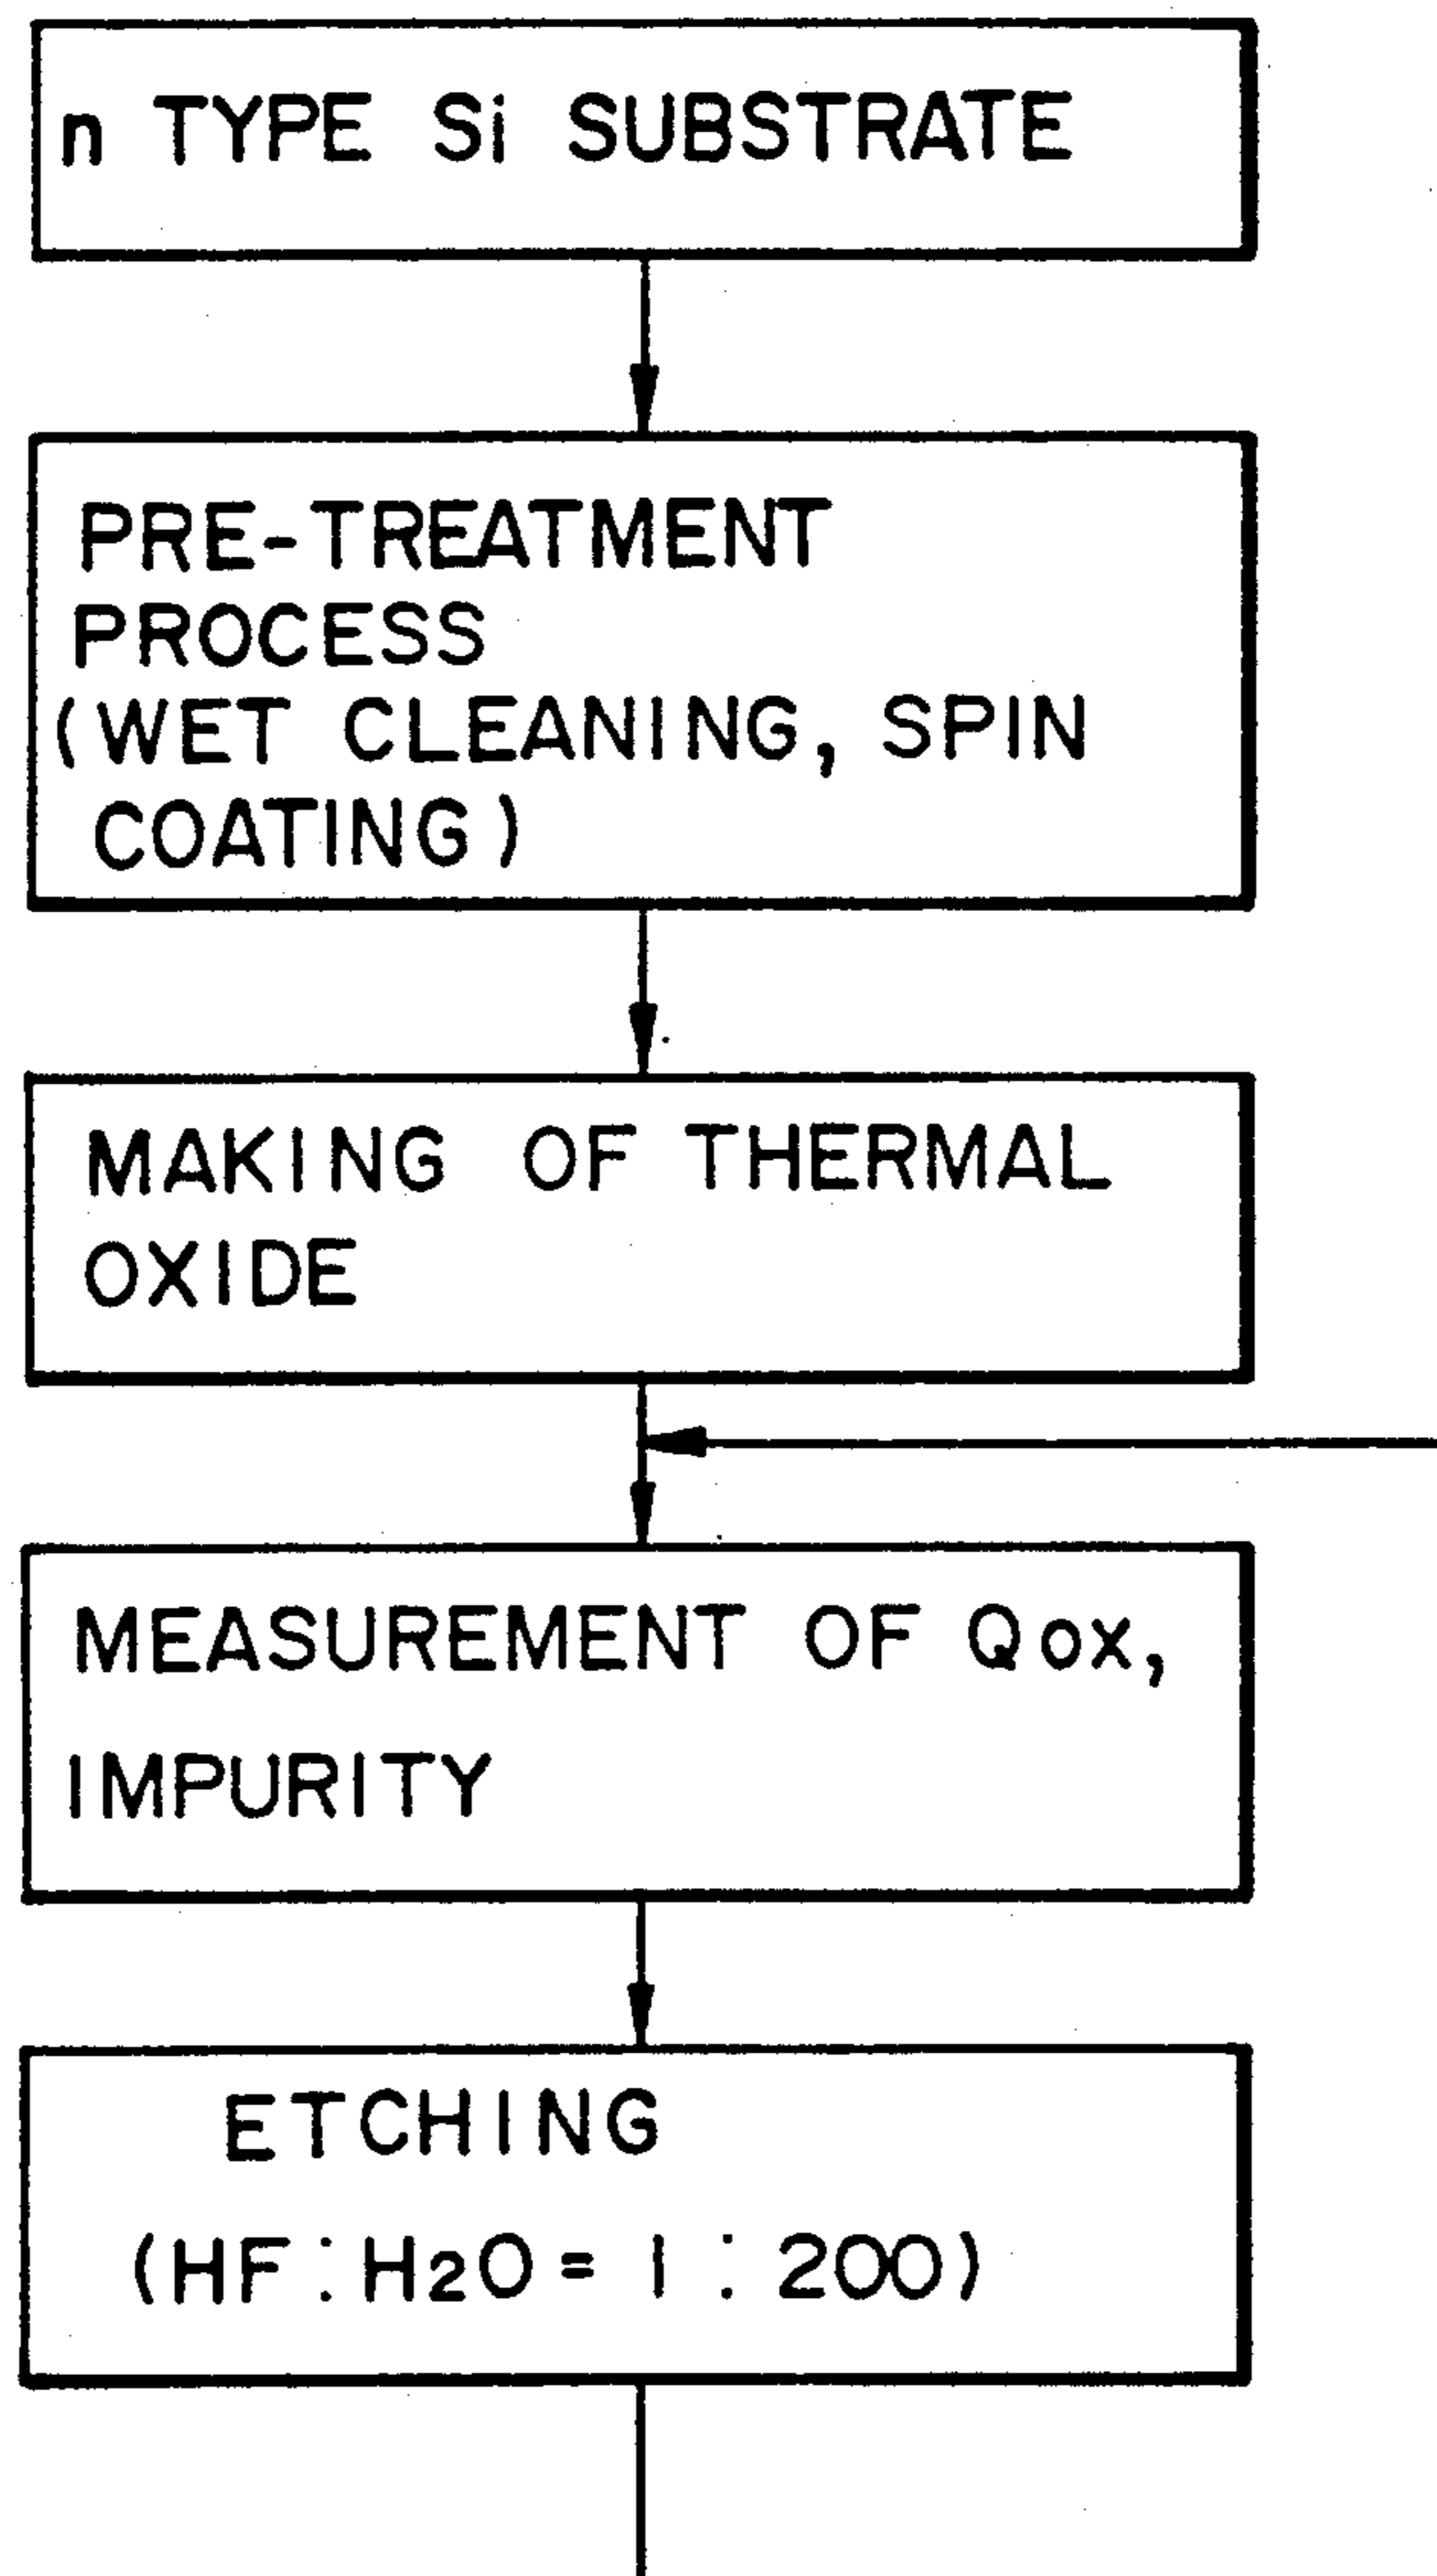 n TYPE Si SUBSTRATE
PRE-TREATMENT
PROCESS
(WET CLEANING, SPIN
COATING)
MAKING OF THERMAL
OXIDE
MEASUREMENT OF Qox,
IMPURITY
ETCHING
(HF:H2O = 1 : 200)